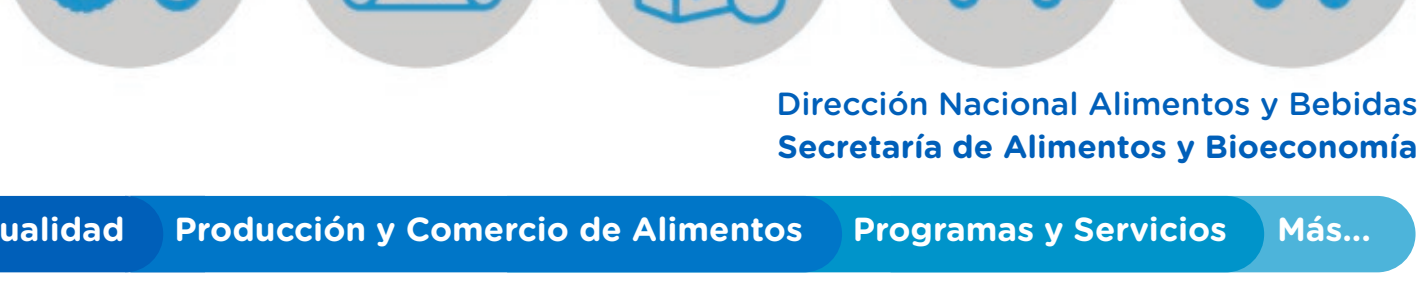 Dirección Nacional Alimentos y Bebidas
Secretaría de Alimentos y Bioeconomía
ualidad Producción y Comercio de Alimentos Programas y Servicios Más...